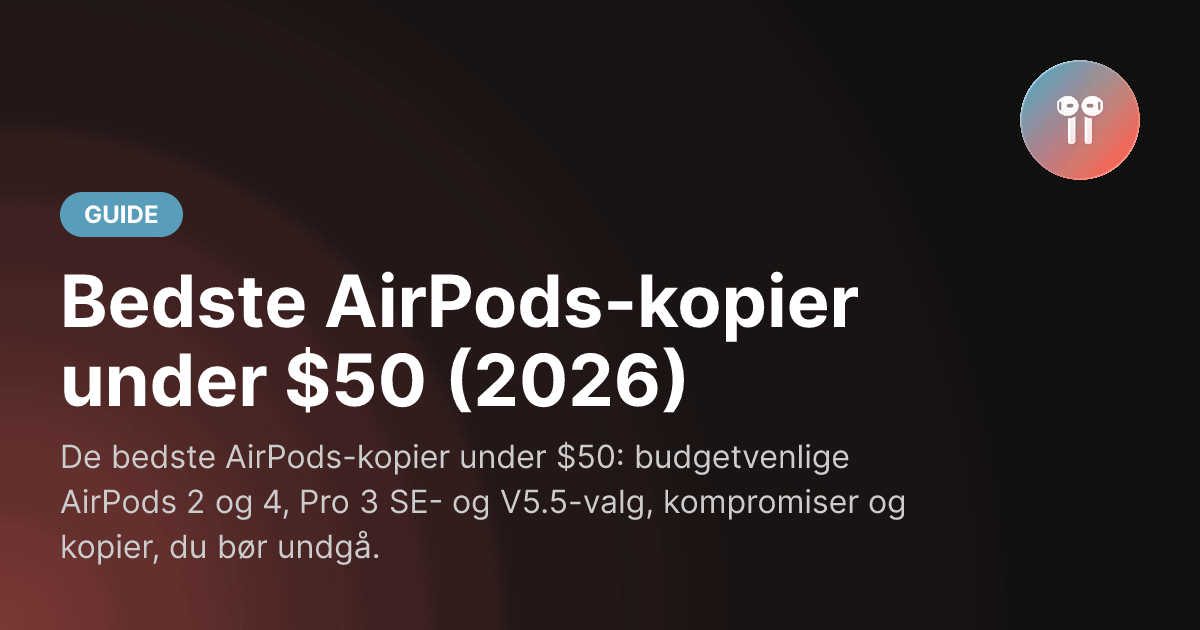 GUIDE
Bedste AirPods-kopier
under $50 (2026)
De bedste AirPods-kopier under $50: budgetvenlige
AirPods 2 og 4, Pro 3 SE- og V5.5-valg, kompromiser og
kopier, du bør undgå.